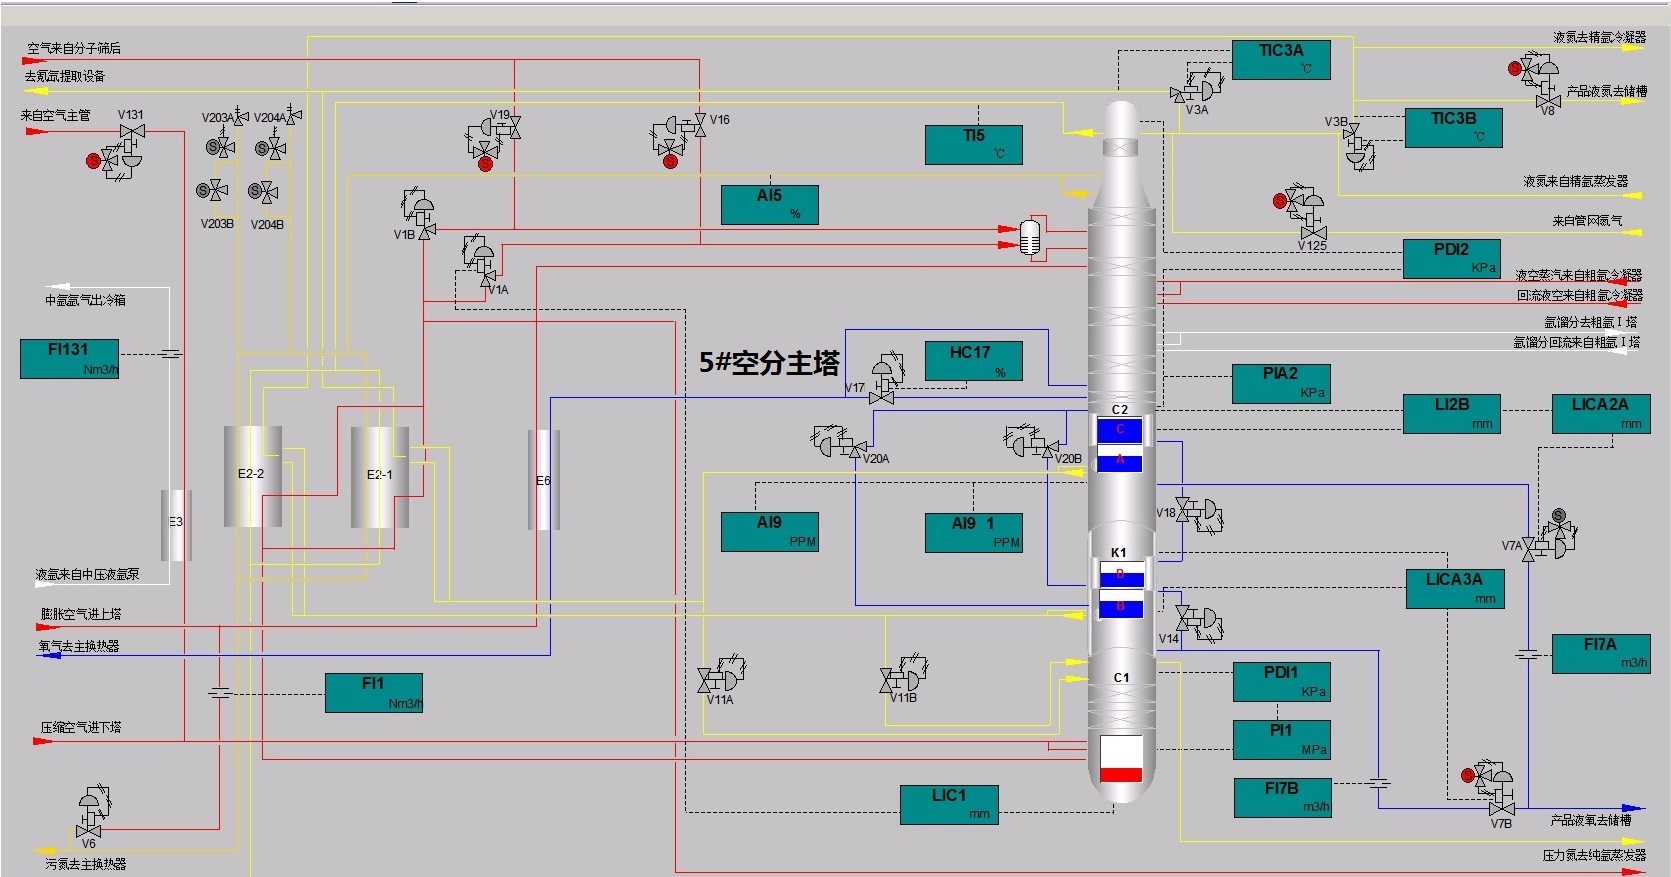 空气来自分子筛后
TIC3A
℃
液氮去精氩冷凝器
去氪氙提取设备
V3A
产品液氮去储槽
V8
来自空气主管
V131
V203A
V204A
V19
V16
TI5
℃
V3B
TIC3B
℃
S
S
S
S
S
S
S
S
AI5
%
液氮来自精氩蒸发器
S
V203B
V204B
V1B
来自管网氮气
V125
PDI2
KPa
V1A
液空蒸汽来自粗氩冷凝器
中氩氩气出冷箱
回流液空来自粗氩冷凝器
氩馏分去粗氩Ⅰ塔
氩馏分回流来自粗氩Ⅰ塔
FI131
Nm3/h
5#空分主塔
HC17
%
V17
PIA2
KPa
C2
LI2B
mm
LICA2A
mm
C
V20A
V20B
A
E2-2
E2-1
E6
AI9
PPM
AI9 1
PPM
V18
S
E3
V7A
K1
D
LICA3A
mm
液氩来自中压液氩泵
B
膨胀空气进上塔
V14
氧气去主换热器
FI7A
m3/h
FI1
Nm3/h
V11A
V11B
C1
PDI1
KPa
压缩空气进下塔
PI1
MPa
S
LIC1
mm
FI7B
m3/h
V7B
产品液氧去储槽
V6
污氮去主换热器
压力氮去纯氩蒸发器